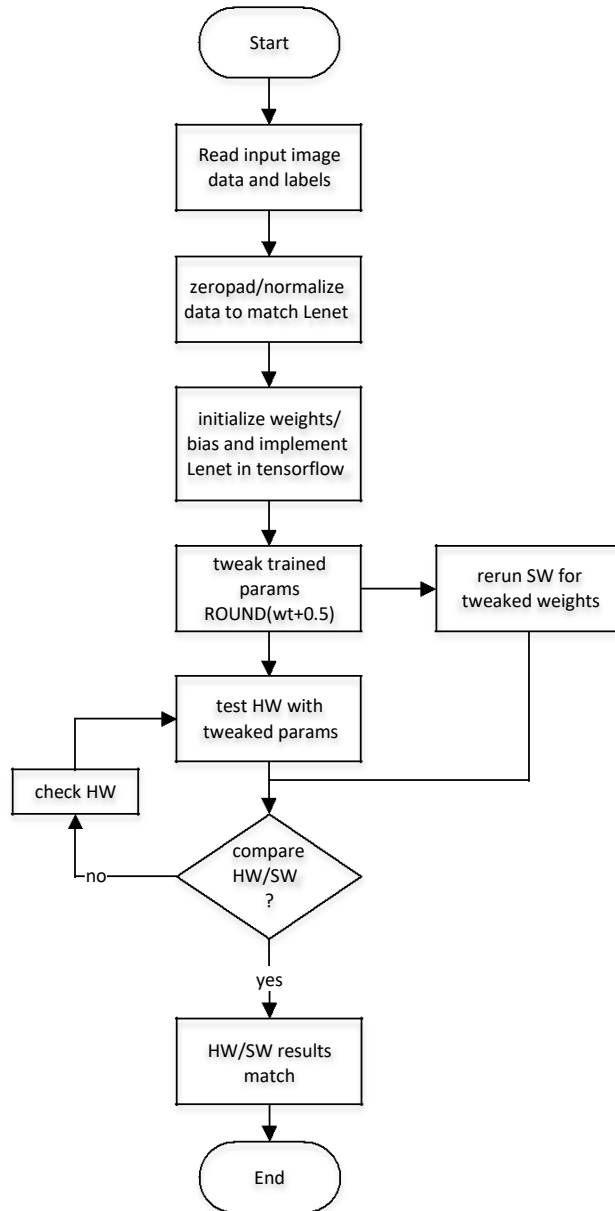 Start
Read input image
data and labels
zeropad/normalize
data to match Lenet
initialize weights/
bias and implement
Lenet in tensorflow
tweak trained
params
ROUND(wt+0.5)
rerun SW for
tweaked weights
test HW with
tweaked params
check HW
compare
HW/SW
?
no
yes
HW/SW results
match
End